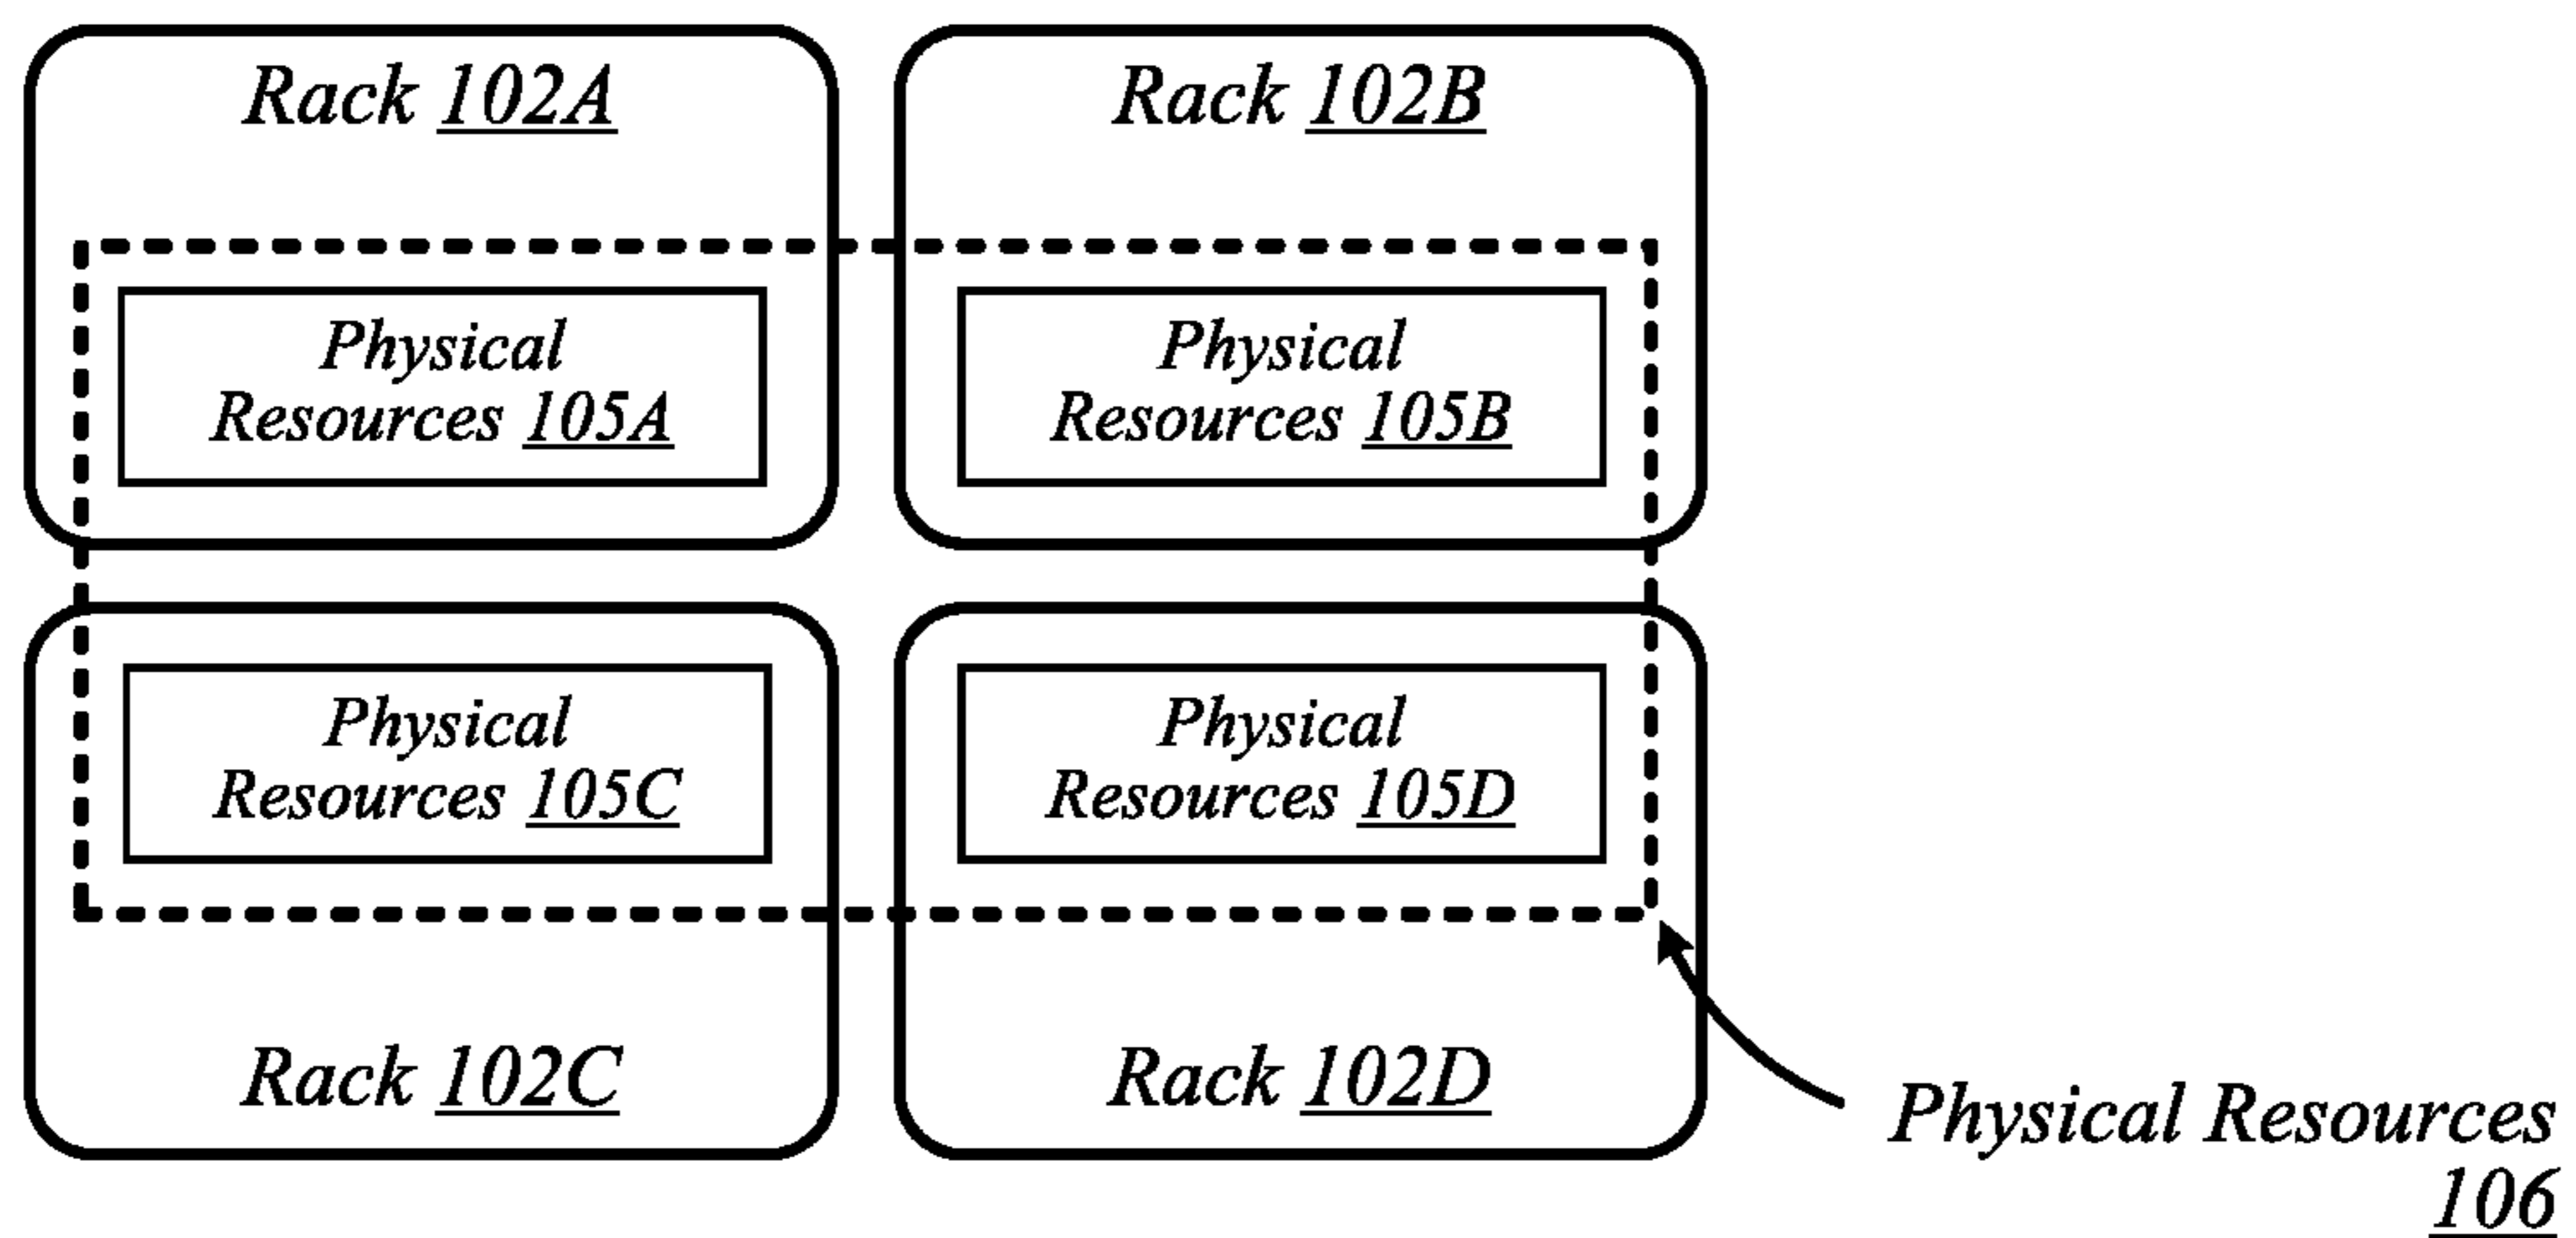 Rack 102A
Rack 102B
Physical
Resources 105A
Physical
Resources 105B
Physical
Resources 105C
Physical
Resources 105D
Rack 102C
Rack 102D
Physical Resources
106